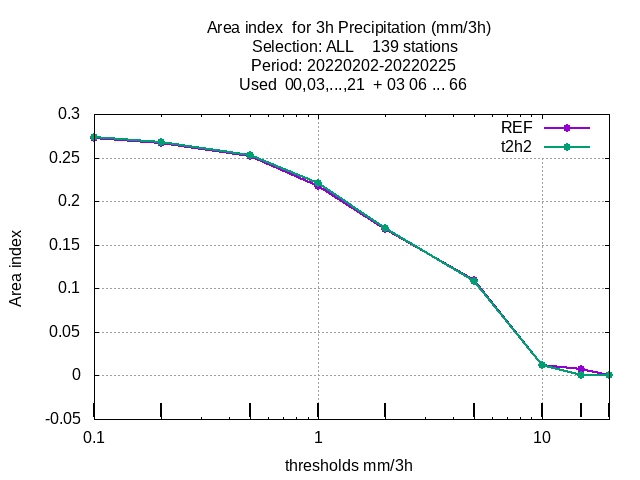 Area index  for 3h Precipitation (mm/3h)
Selection: ALL    139 stations
Period: 20220202-20220225
Used  00,03,...,21  + 03 06 ... 66
REF
t2h2
0.3
0.25
0.2
0.15
0.1
0.05
0
-0.05
Area index
0.1
1
10
thresholds mm/3h